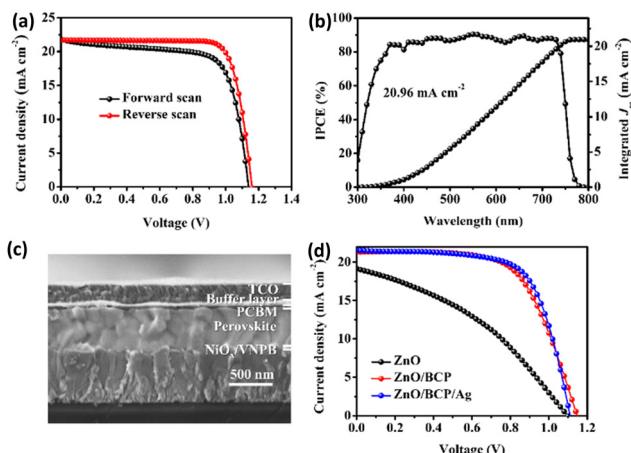 (a)
25
20
15
10
5
0
Current density (mA cm⁻²)
Forward scan
Reverse scan
0.0 0.2 0.4 0.6 0.8 1.0 1.2 1.4
Voltage (V)
(b)
100
80
60
40
20
0
IPCE (%)
20.96 mA cm⁻²
20
15
10
5
0
(mA cm⁻²)
Integrated J
300 400 500 600 700 800
Wavelength (nm)
(c)
TCO
Buffer layer
PCBM
Perovskite
NiOₓ/VNPB
500 nm
(d)
20
15
10
5
0
Current density (mA cm⁻²)
ZnO
ZnO/BCP
ZnO/BCP/Ag
0.0 0.2 0.4 0.6 0.8 1.0 1.2
Voltage (V)